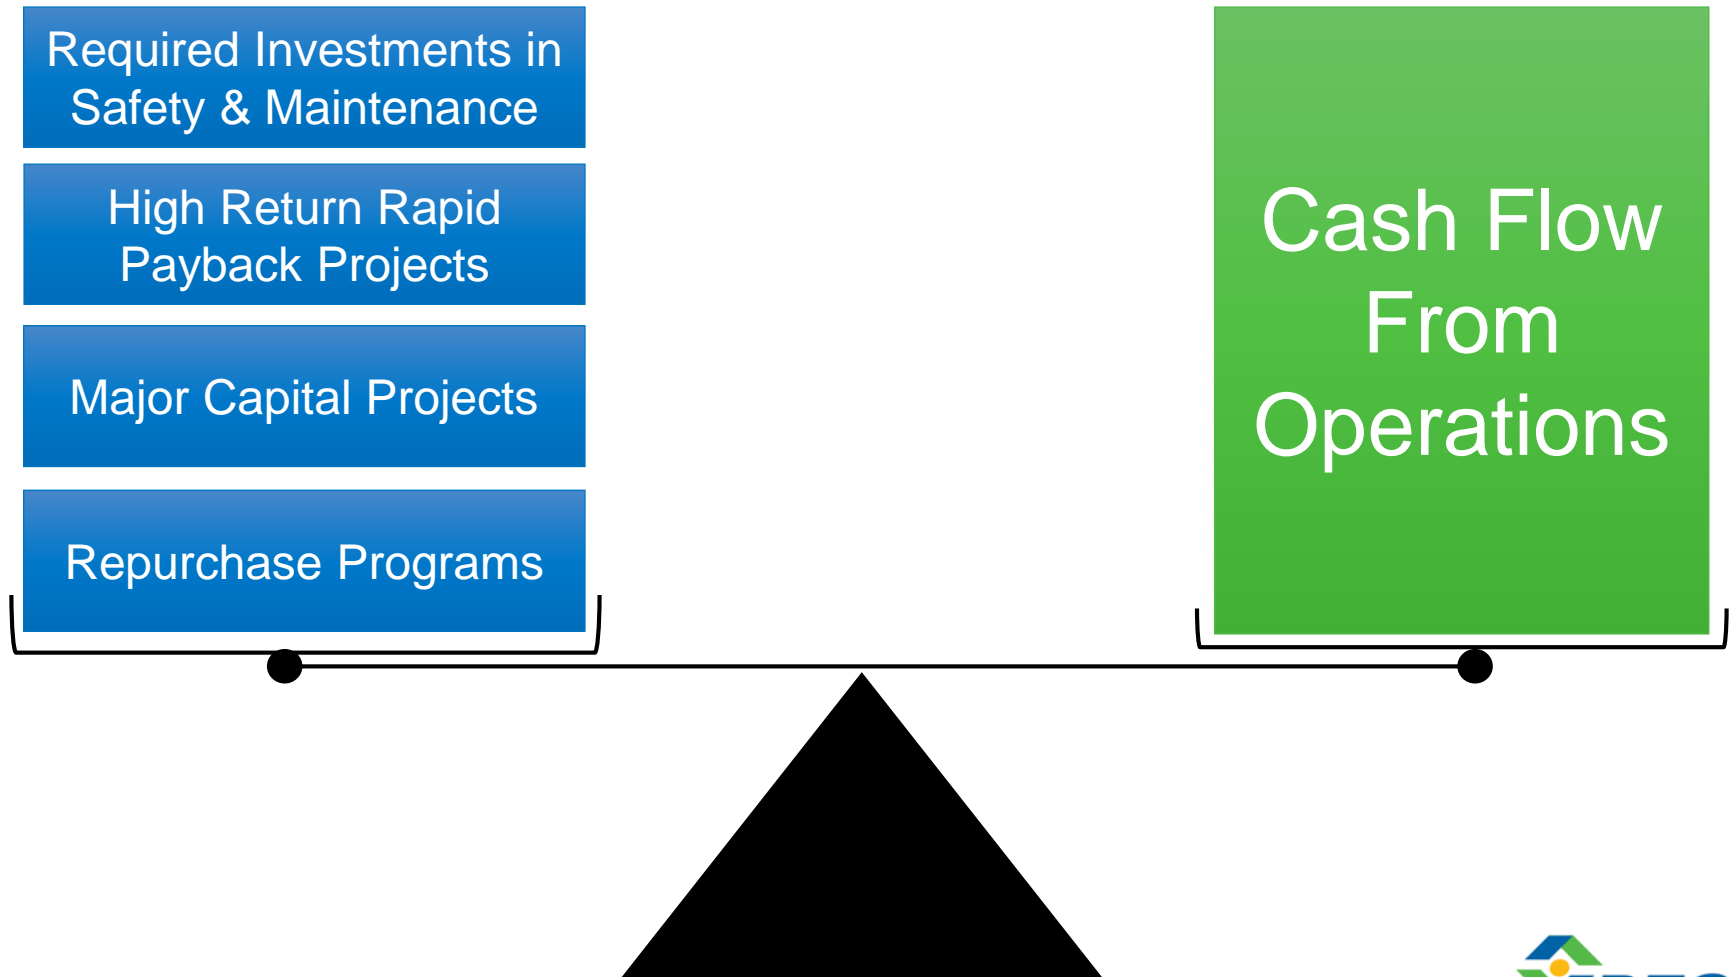 Required Investments in
Safety & Maintenance
High Return Rapid
Payback Projects
Major Capital Projects
Repurchase Programs
Cash Flow
From
Operations